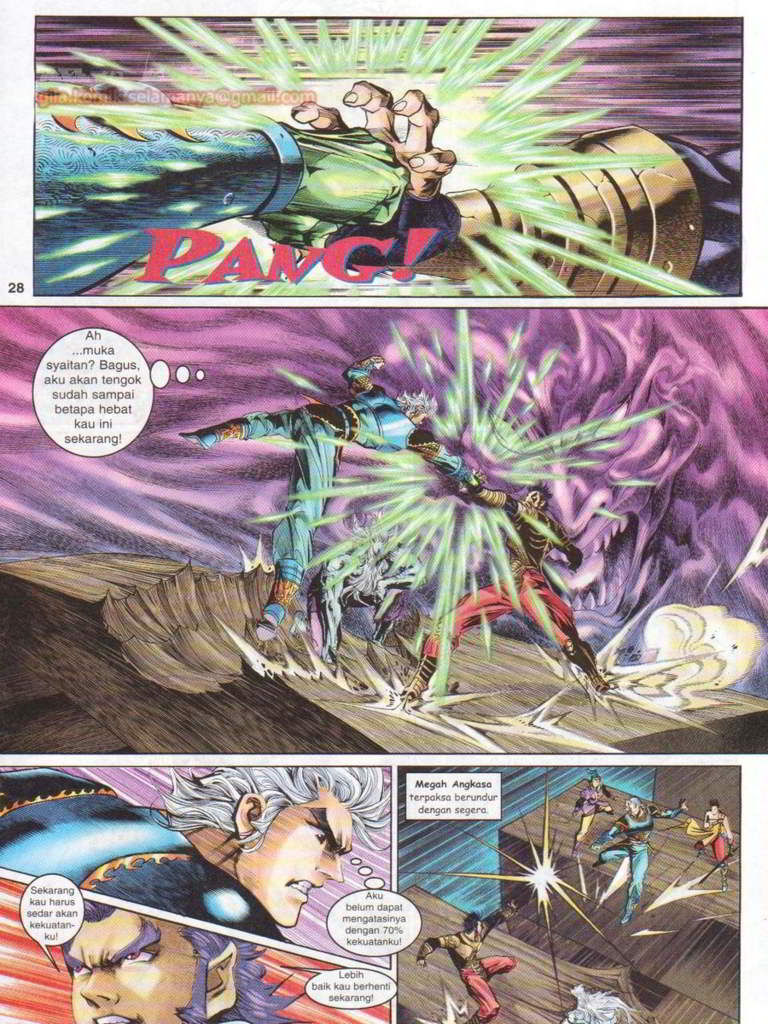 gila.komik.selamanya@gmail.com
PANG!
28
Ah
...muka
syaitan? Bagus,
aku akan tengok
sudah sampai
betapa hebat
kau ini
sekarang!
Aku
belum dapat
mengatasinya
dengan 70%
kekuatanku!
Sekarang
kau harus
sedar akan
kekuatan-
ku!
Lebih
baik kau berhenti
sekarang!
Megah Angkasa
terpaksa berundur
dengan segera.